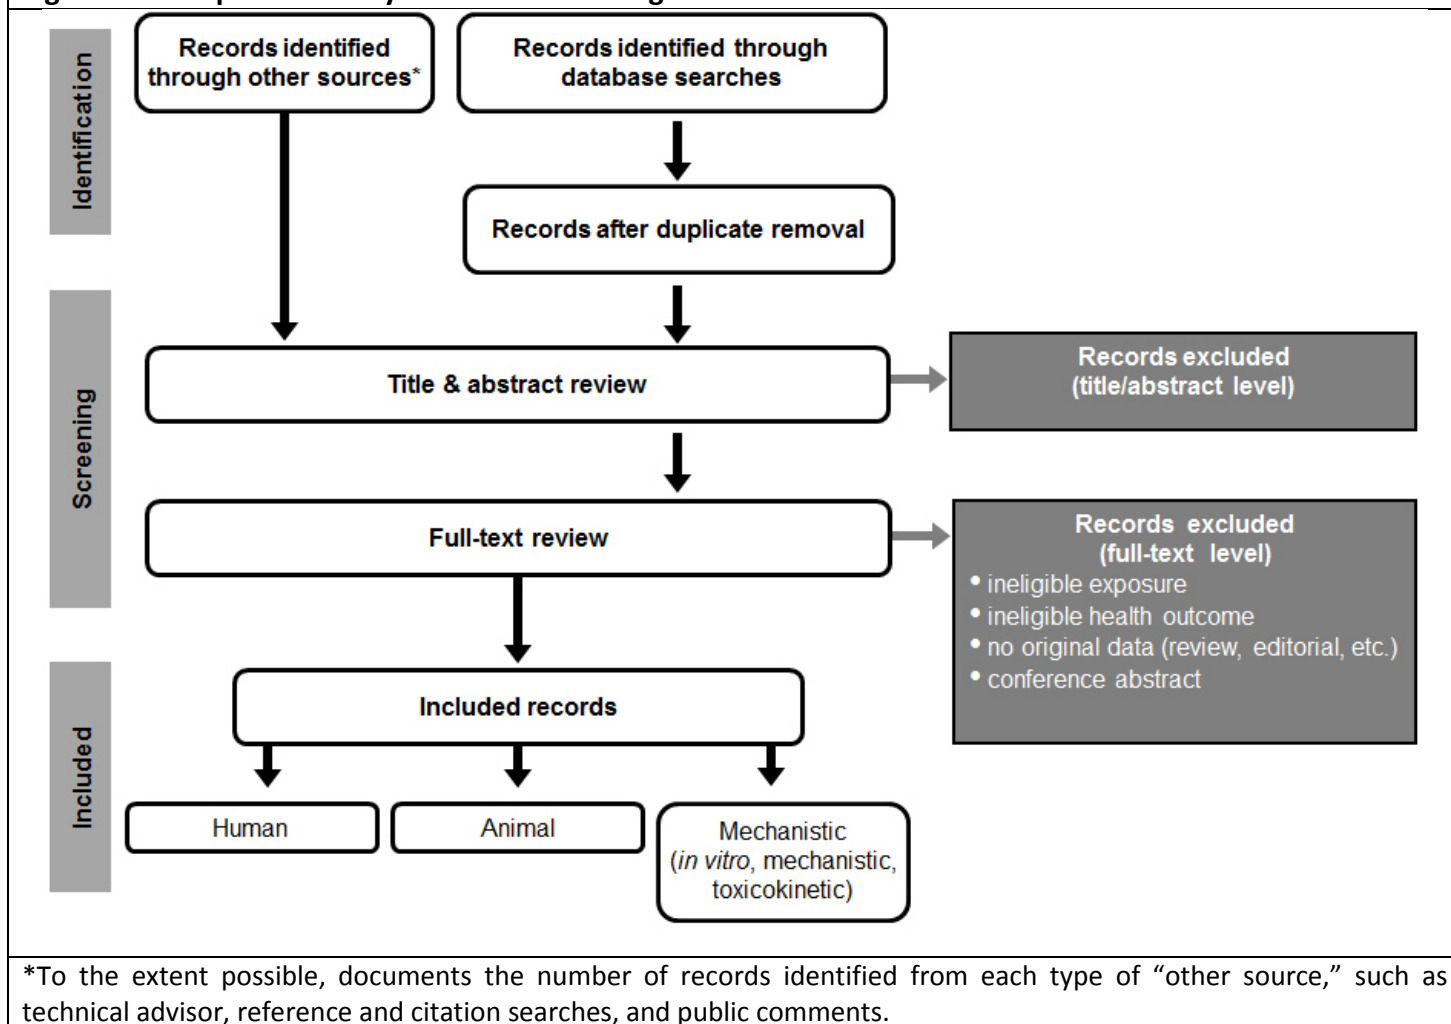 Identification
Records identified
through other sources*
Records identified through
database searches
Records after duplicate removal
Screening
Title & abstract review
Records excluded
(title/abstract level)
Full-text review
Records excluded
(full-text level)
• ineligible exposure
• ineligible health outcome
• no original data (review, editorial, etc.)
• conference abstract
Included
Included records
Human
Animal
Mechanistic
(in vitro, mechanistic,
toxicokinetic)
*To the extent possible, documents the number of records identified from each type of “other source,” such as
technical advisor, reference and citation searches, and public comments.